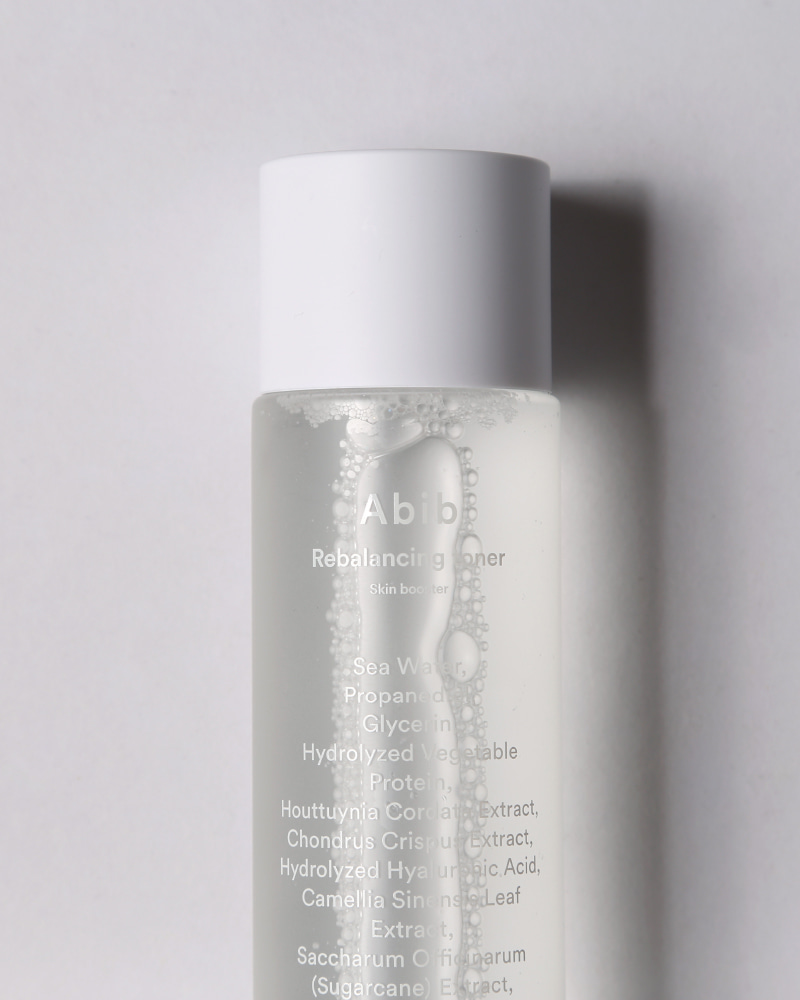 Abib
Rebalancing toner
Skin booster
Sea Water,
Propanediol,
Glycerin,
Hydrolyzed Vegetable
Protein,
Houttuynia Cordata Extract,
Chondrus Crispus Extract,
Hydrolyzed Hyaluronic Acid,
Camellia Sinensis Leaf
Extract,
Saccharum Officinarum
(Sugarcane) Extract,